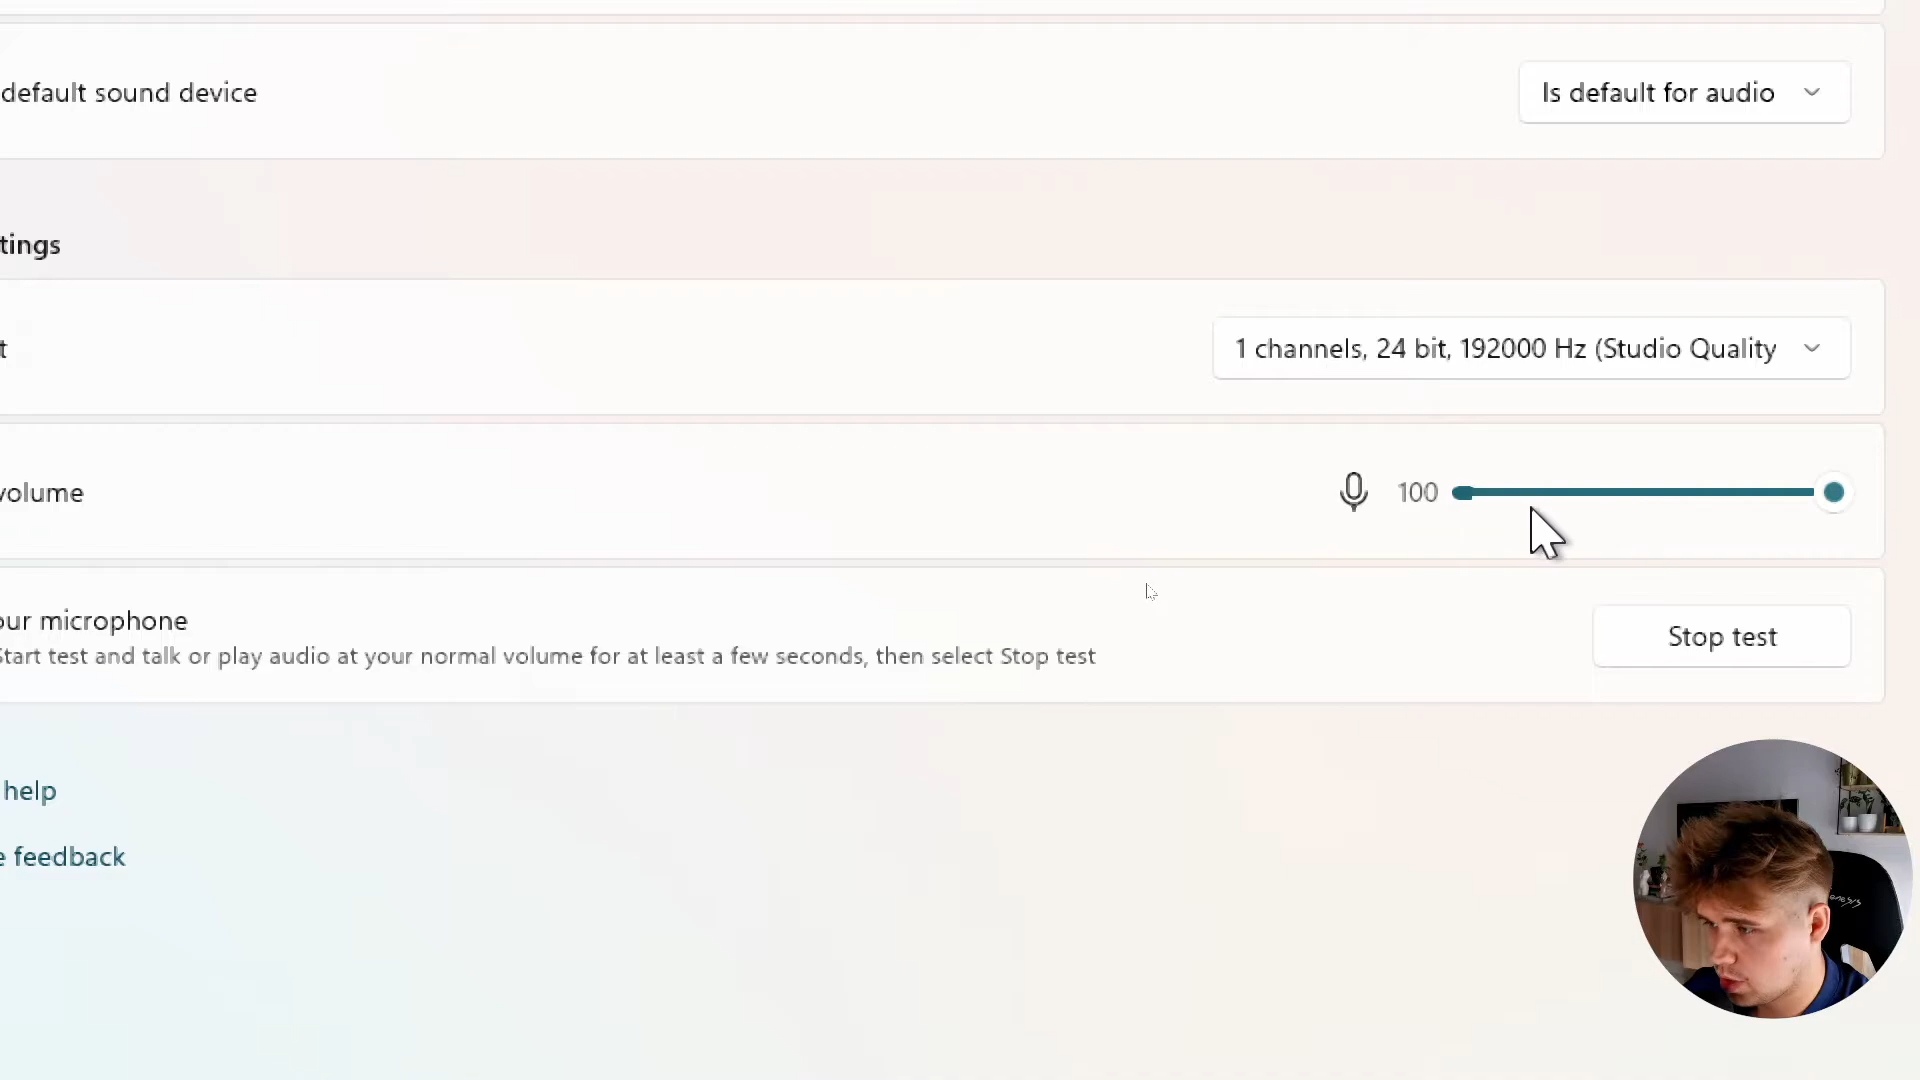 default sound device
Is default for audio
tings
t
1 channels, 24 bit, 192000 Hz (Studio Quality
volume
100
our microphone
Start test and talk or play audio at your normal volume for at least a few seconds, then select Stop test
Stop test
help
e feedback